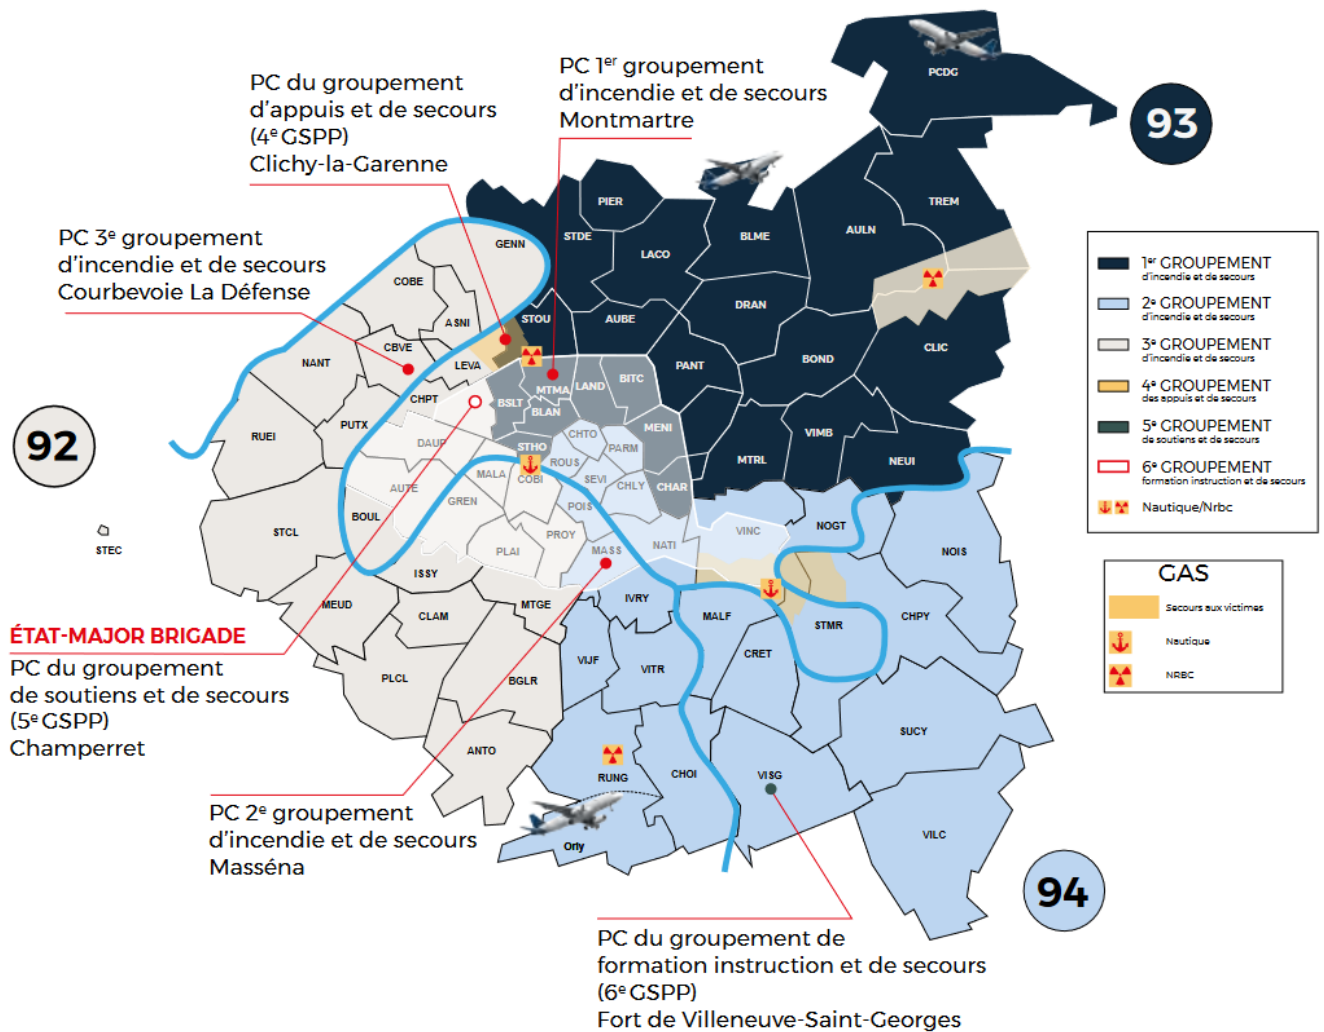 PCDG
93
PC 1er groupement
d'incendie et de secours
Montmartre
PC du groupement
d'appuis et de secours
(4e GSPP)
Clichy-la-Garenne
PC 3e groupement
d'incendie et de secours
Courbevoie La Défense
PIER
TREM
STDE
BLME
AULN
GENN
LACO
COBE
DRAN
ASNI
STOU
AUBE
CBVE
CLIC
NANT
LEVA
PANT
BOND
MTMA
LAND
BITC
CHPT
BSLT
BLAN
PUTX
MENI
VIMB
RUEI
DAUP
STHO
CHTO
PARM
MTRL
NEUI
ROUS
MALA
COBI
SEVI
CHLY
CHAR
AUTE
GREN
POIS
BOUL
STCL
PROY
VINC
NOGT
NOIS
PLAI
MASS
NATI
STEC
ISSY
MEUD
CLAM
MTGE
IVRY
MALF
STMR
CHPY
VIJF
VITR
CRET
PLCL
BGLR
SUCY
ANTO
RUNG
CHOI
VISG
VILC
Orly
92
94
1er GROUPEMENT
d'incendie et de secours
2e GROUPEMENT
d'incendie et de secours
3e GROUPEMENT
d'incendie et de secours
4e GROUPEMENT
des appuis et de secours
5e GROUPEMENT
de soutiens et de secours
6e GROUPEMENT
formation instruction et de secours
Nautique/Nrbc
GAS
Secours aux victimes
Nautique
NRBC
ÉTAT-MAJOR BRIGADE
PC du groupement
de soutiens et de secours
(5e GSPP)
Champerret
PC 2e groupement
d'incendie et de secours
Masséna
PC du groupement de
formation instruction et de secours
(6e GSPP)
Fort de Villeneuve-Saint-Georges